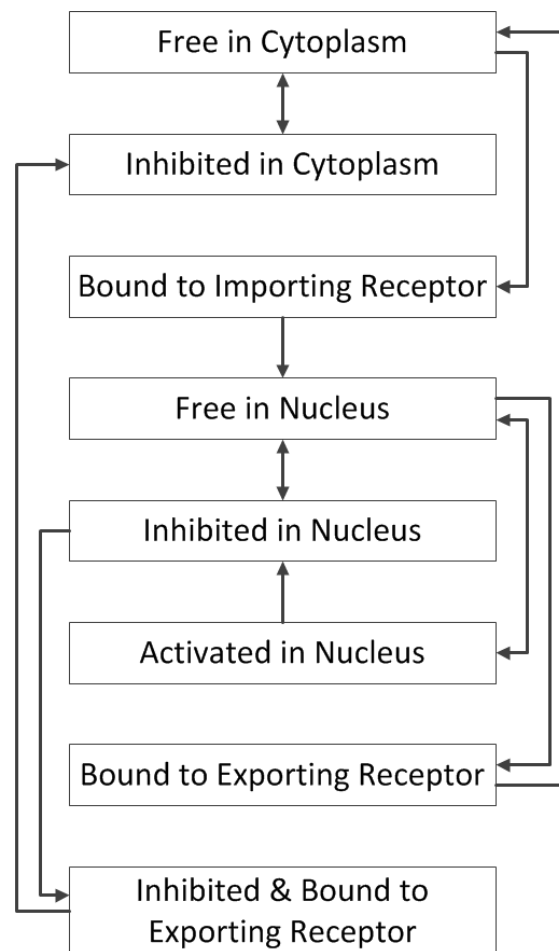 Free in Cytoplasm
Inhibited in Cytoplasm
Bound to Importing Receptor
Free in Nucleus
Inhibited in Nucleus
Activated in Nucleus
Bound to Exporting Receptor
Inhibited & Bound to
Exporting Receptor